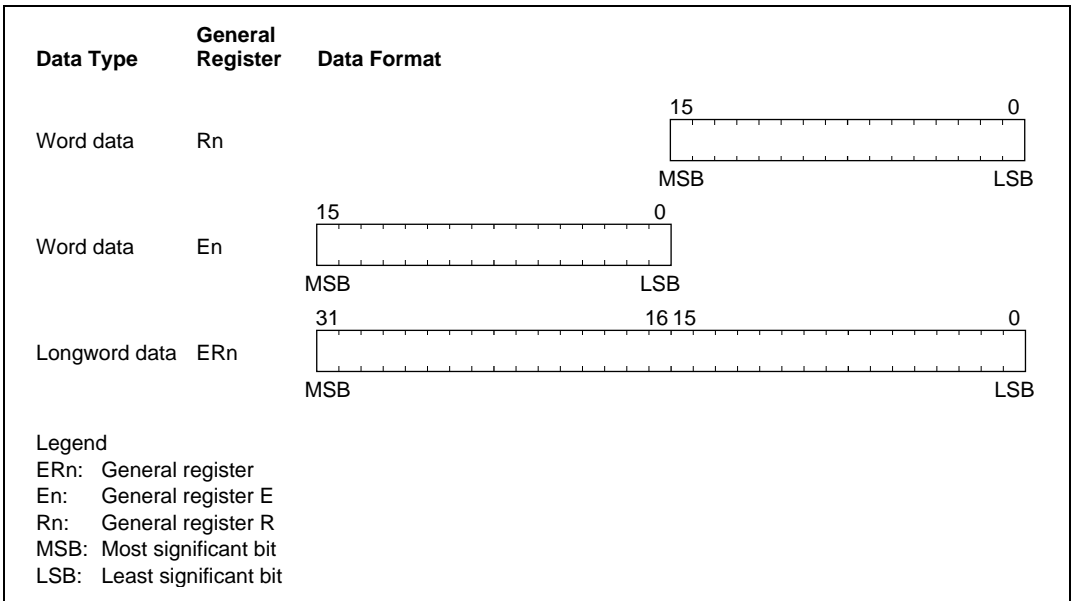 General
Data Type Register Data Format
15 0
Word data Rn
MSB LSB
15 0
Word data En
MSB LSB
31 16 15 0
Longword data ERn
MSB LSB
Legend
ERn: General register
En: General register E
Rn: General register R
MSB: Most significant bit
LSB: Least significant bit